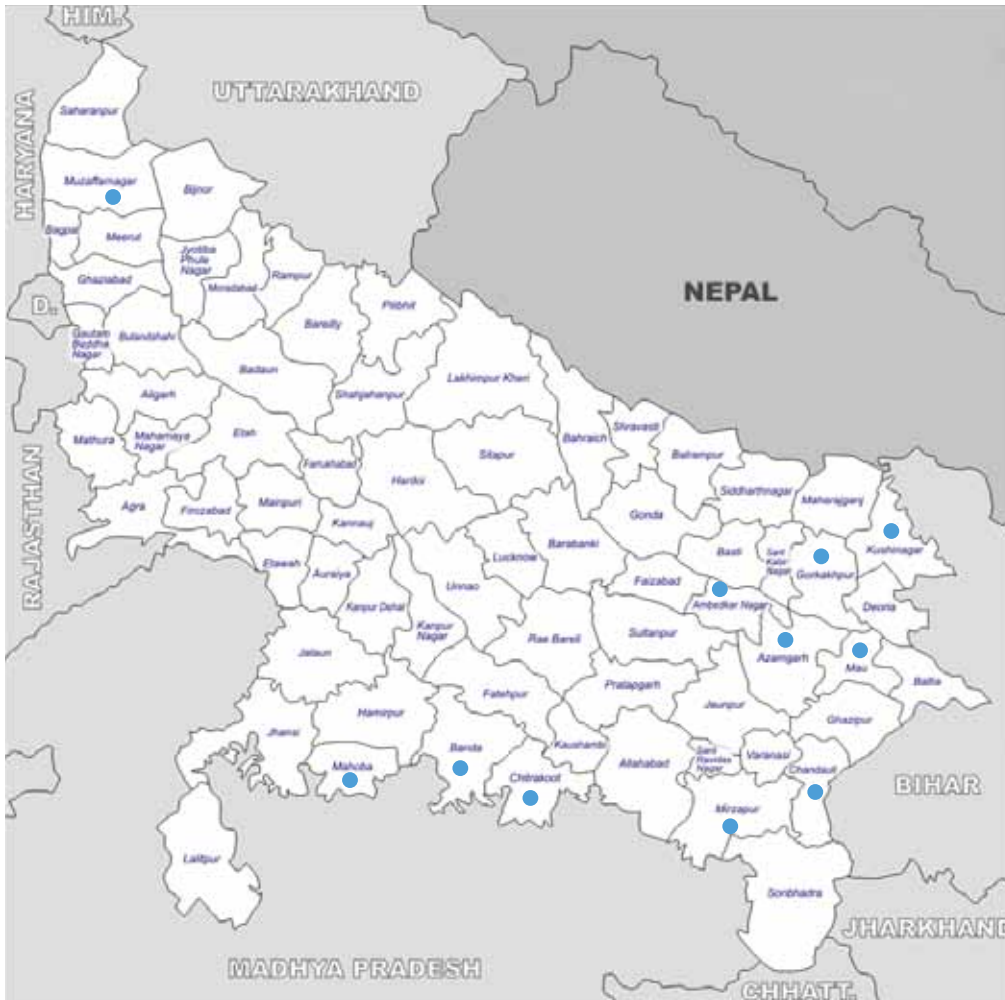 HIM.
UTTARAKHAND
HARYANA
Saharanpur
Muzaffarnagar
Bijnor
Bagpat
Meerut
Jyotiba
Phule
Nagar
Ghaziabad
Moradabad
Rampur
D..
NEPAL
Pilibhit
Bareilly
Gautam
Buddha
Nagar
Bulandshahr
Badaun
Lakhimpur Kheri
Shahjahanpur
Aligarh
RAJASTHAN
Mathura
Mahamaya
Nagar
Etah
Farrukhabad
Hardoi
Sitapur
Bahraich
Shravasti
Balrampur
Siddharthnagar
Maharajganj
Agra
Firozabad
Mainpuri
Kannauj
Gonda
Kushinagar
Etawah
Auraiya
Lucknow
Barabanki
Basti
Sant
Kabir
Nagar
Gorkakhpur
Unnao
Faizabad
Ambedkar Nagar
Deoria
Kanpur Dehat
Kanpur
Nagar
Rae Bareli
Sultanpur
Azamgarh
Mau
Ballia
Jalaun
Fatehpur
Pratapgarh
Jaunpur
Ghazipur
Hamirpur
Jhansi
Mahoba
Banda
Chitrakoot
Kaushambi
Allahabad
Sant
Ravidas
Nagar
Varanasi
Chandauli
BIHAR
Mirzapur
Lalitpur
Sonbhadra
JHARKHAND
MADHYA PRADESH
CHHATT.